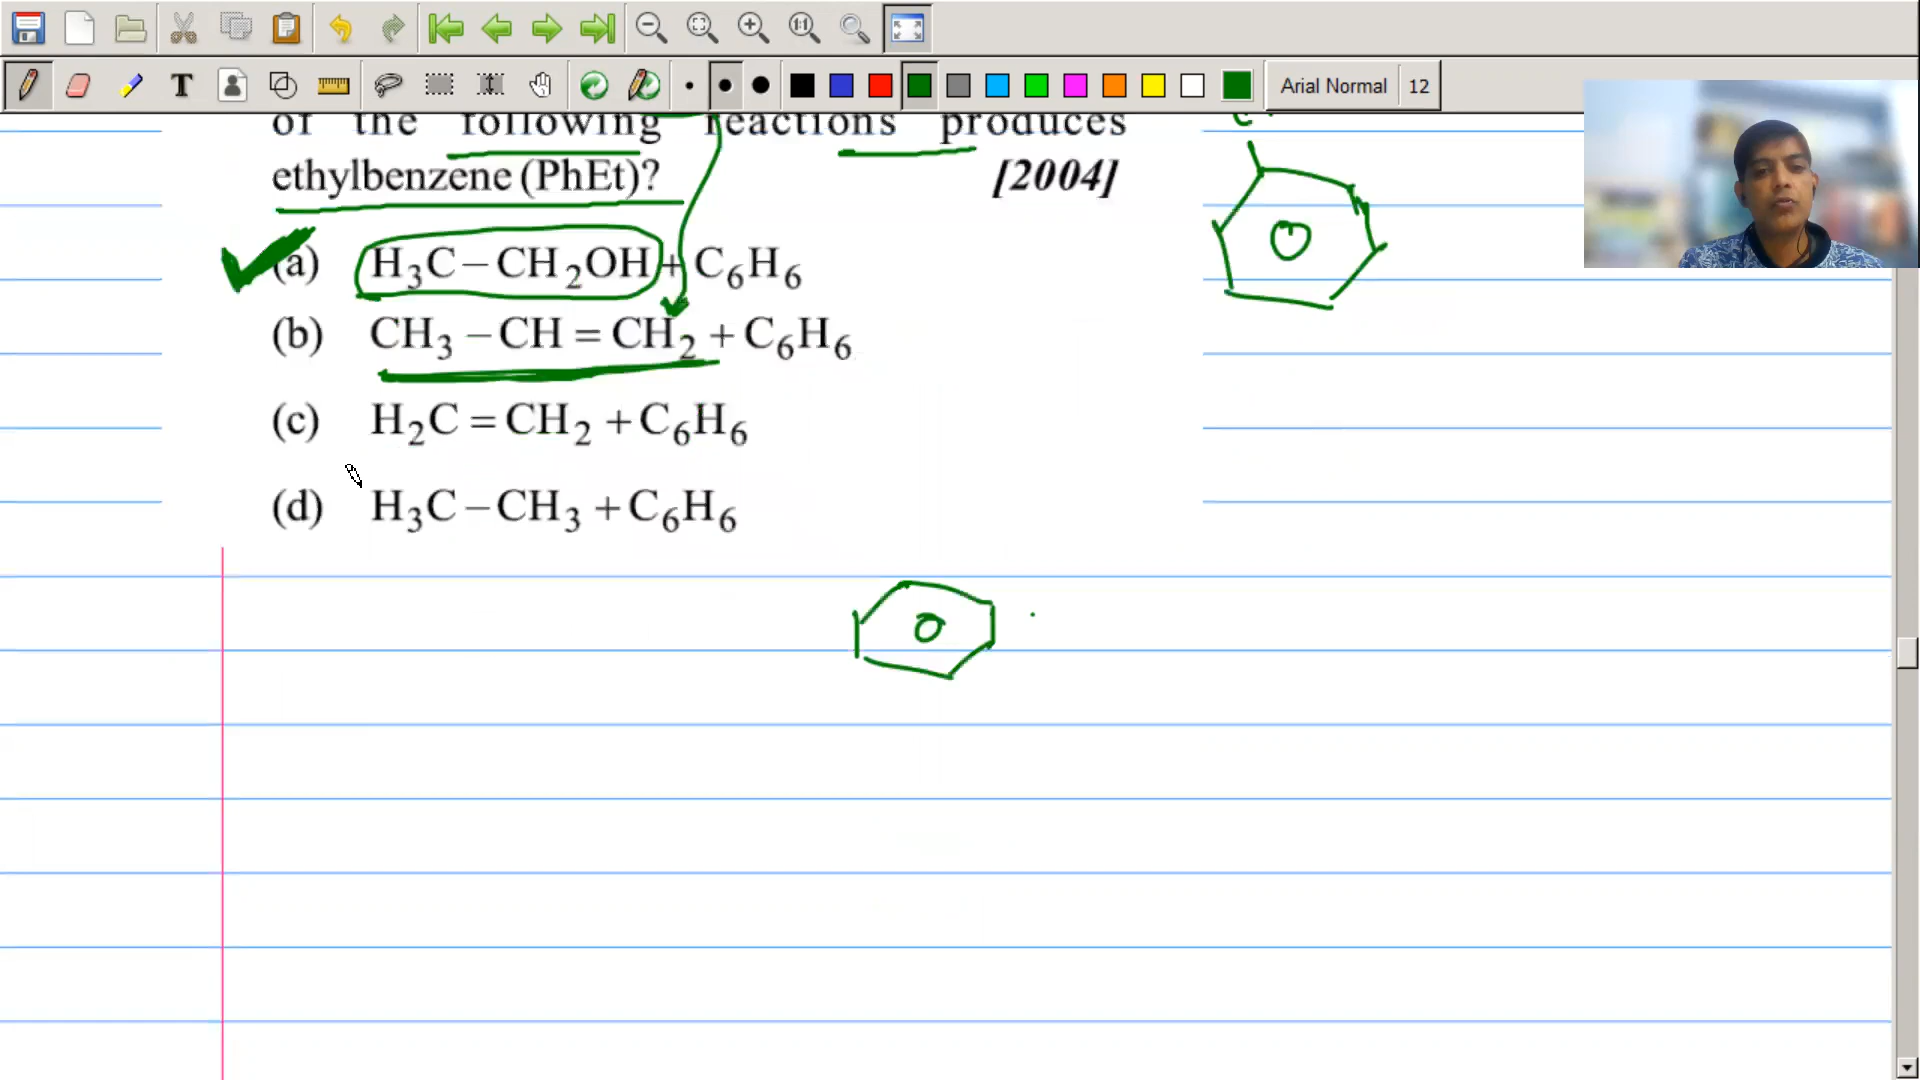 Arial Normal 12
of the following reactions produces
ethylbenzene (PhEt)? [2004]
(a) H₃C – CH₂OH + C₆H₆
(b) CH₃ – CH = CH₂ + C₆H₆
(c) H₂C = CH₂ + C₆H₆
(d) H₃C – CH₃ + C₆H₆